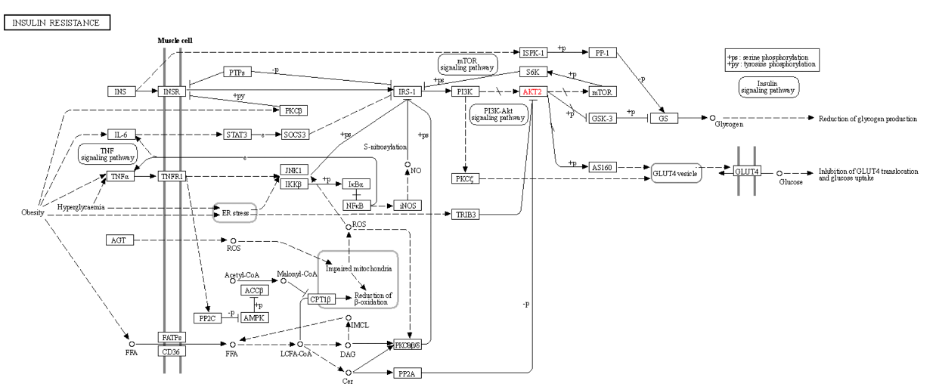 INSULIN RESISTANCE
Muscle cell
ISPK-1
+p
PP-1
+ps : serine phosphorylation
+py : tyrosine phosphorylation
mTOR
signaling pathway
PTPs
-p
+ps
S6K
+p
-p
Insulin
signaling pathway
INS
INSR
IRS-1
PI3K
AKT2
mTOR
+py
PKCβ
PI3K-Akt
signaling pathway
+p
GSK-3
GS
Glycogen
Reduction of glycogen production
IL-6
STAT3
SOCS3
+ps
+ps
TNF
signaling pathway
S-nitrosylation
NO
+p
AS160
GLUT4 vesicle
GLUT4
Glucose
Inhibition of GLUT4 translocation
and glucose uptake
TNFα
TNFR1
JNK1
IKKβ
+p
IκBα
PKCζ
Hyperglycaemia
Obesity
ER stress
NFκB
iNOS
TRIB3
ROS
AGT
ROS
Acetyl-CoA
Malonyl-CoA
Impaired mitochondria
ACCβ
CPT1β
Reduction of
β-oxidation
+p
PP2C
-p
AMPK
-p
IMCL
FATPs
CD36
FFA
FFA
LCFA-CoA
DAG
Cer
PP2A